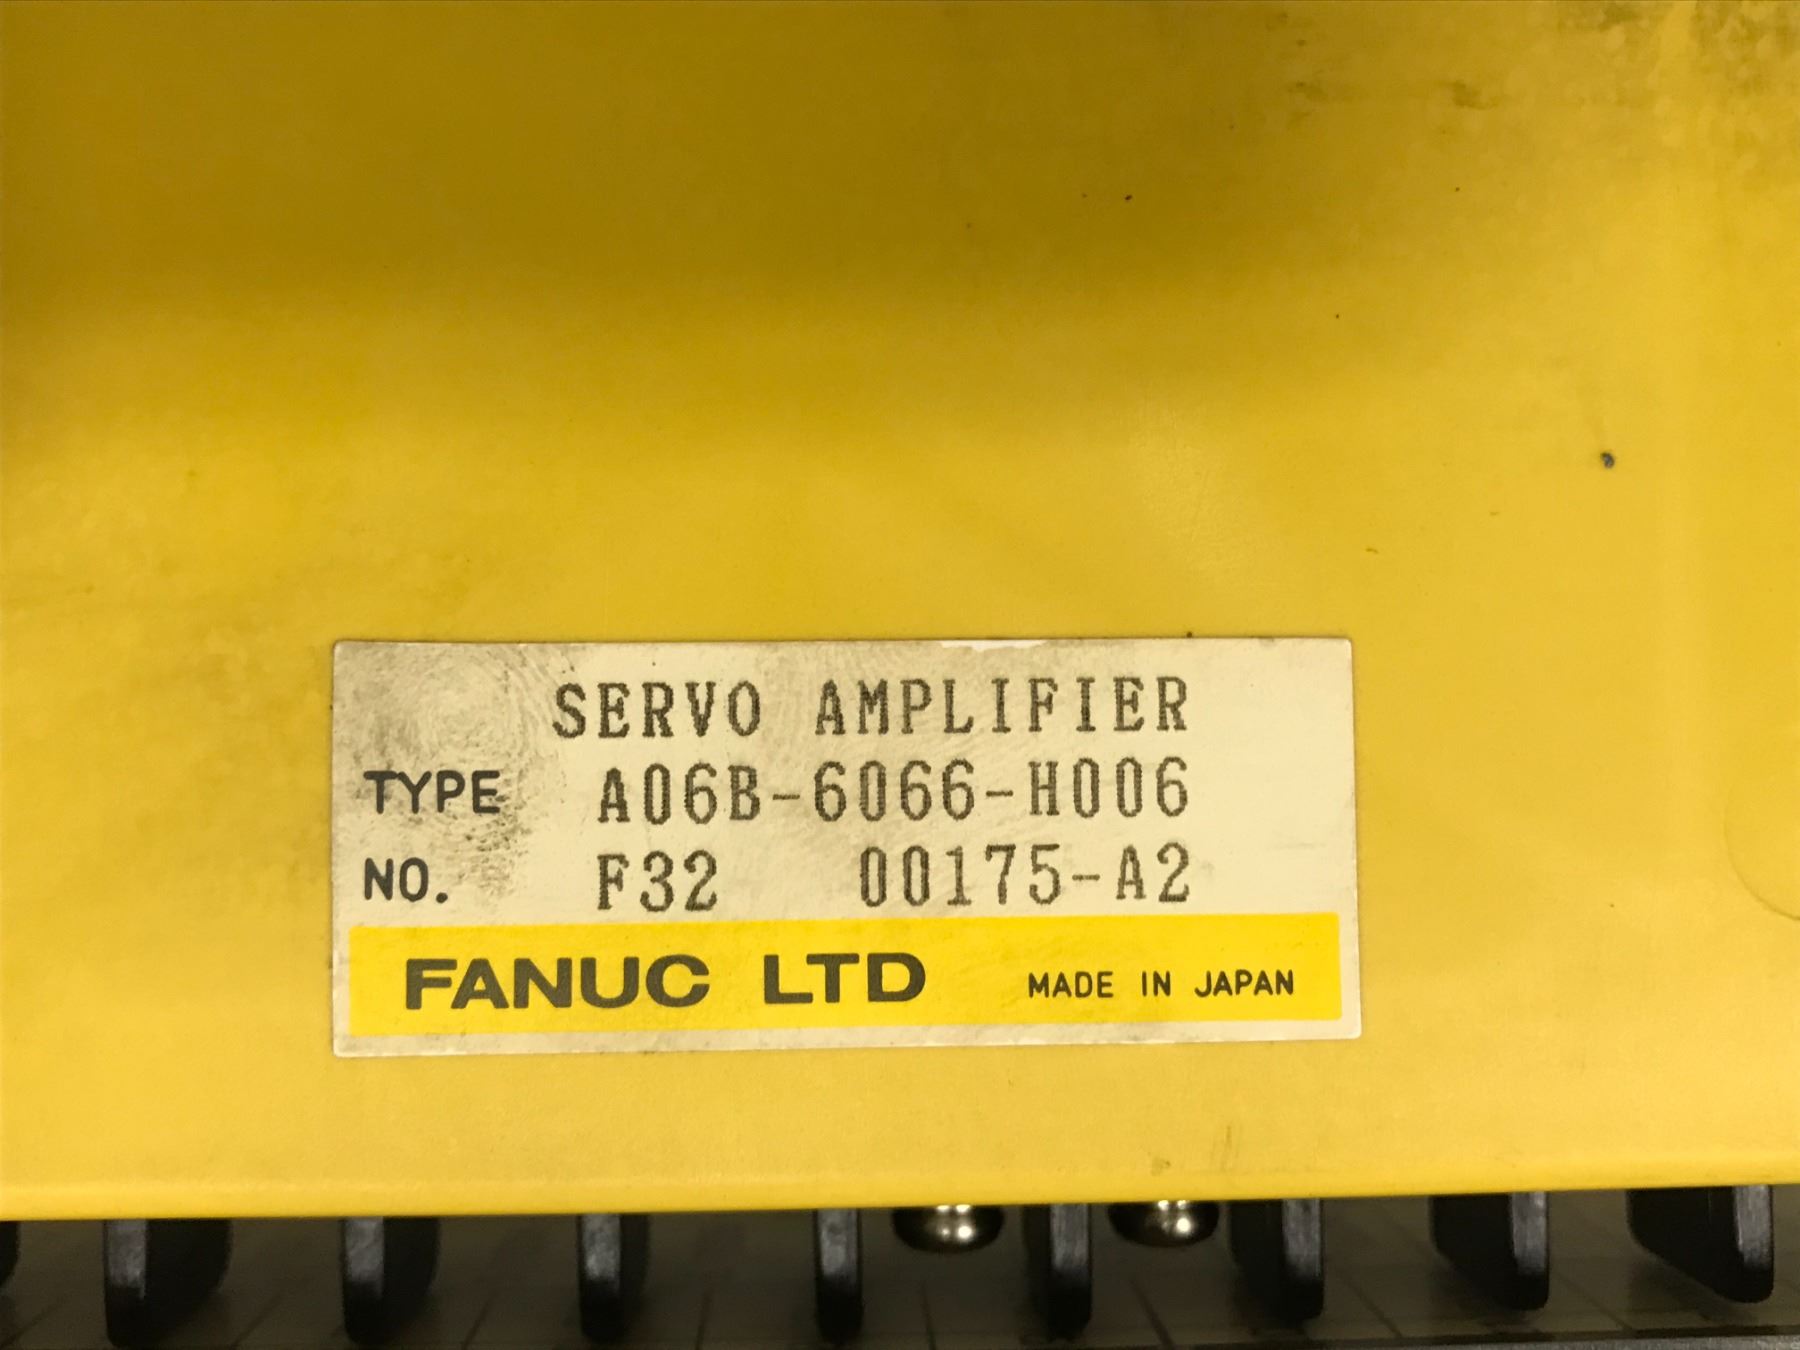 SERVO AMPLIFIER
TYPE A06B-6066-H006
NO. F32 00175-A2
FANUC LTD MADE IN JAPAN